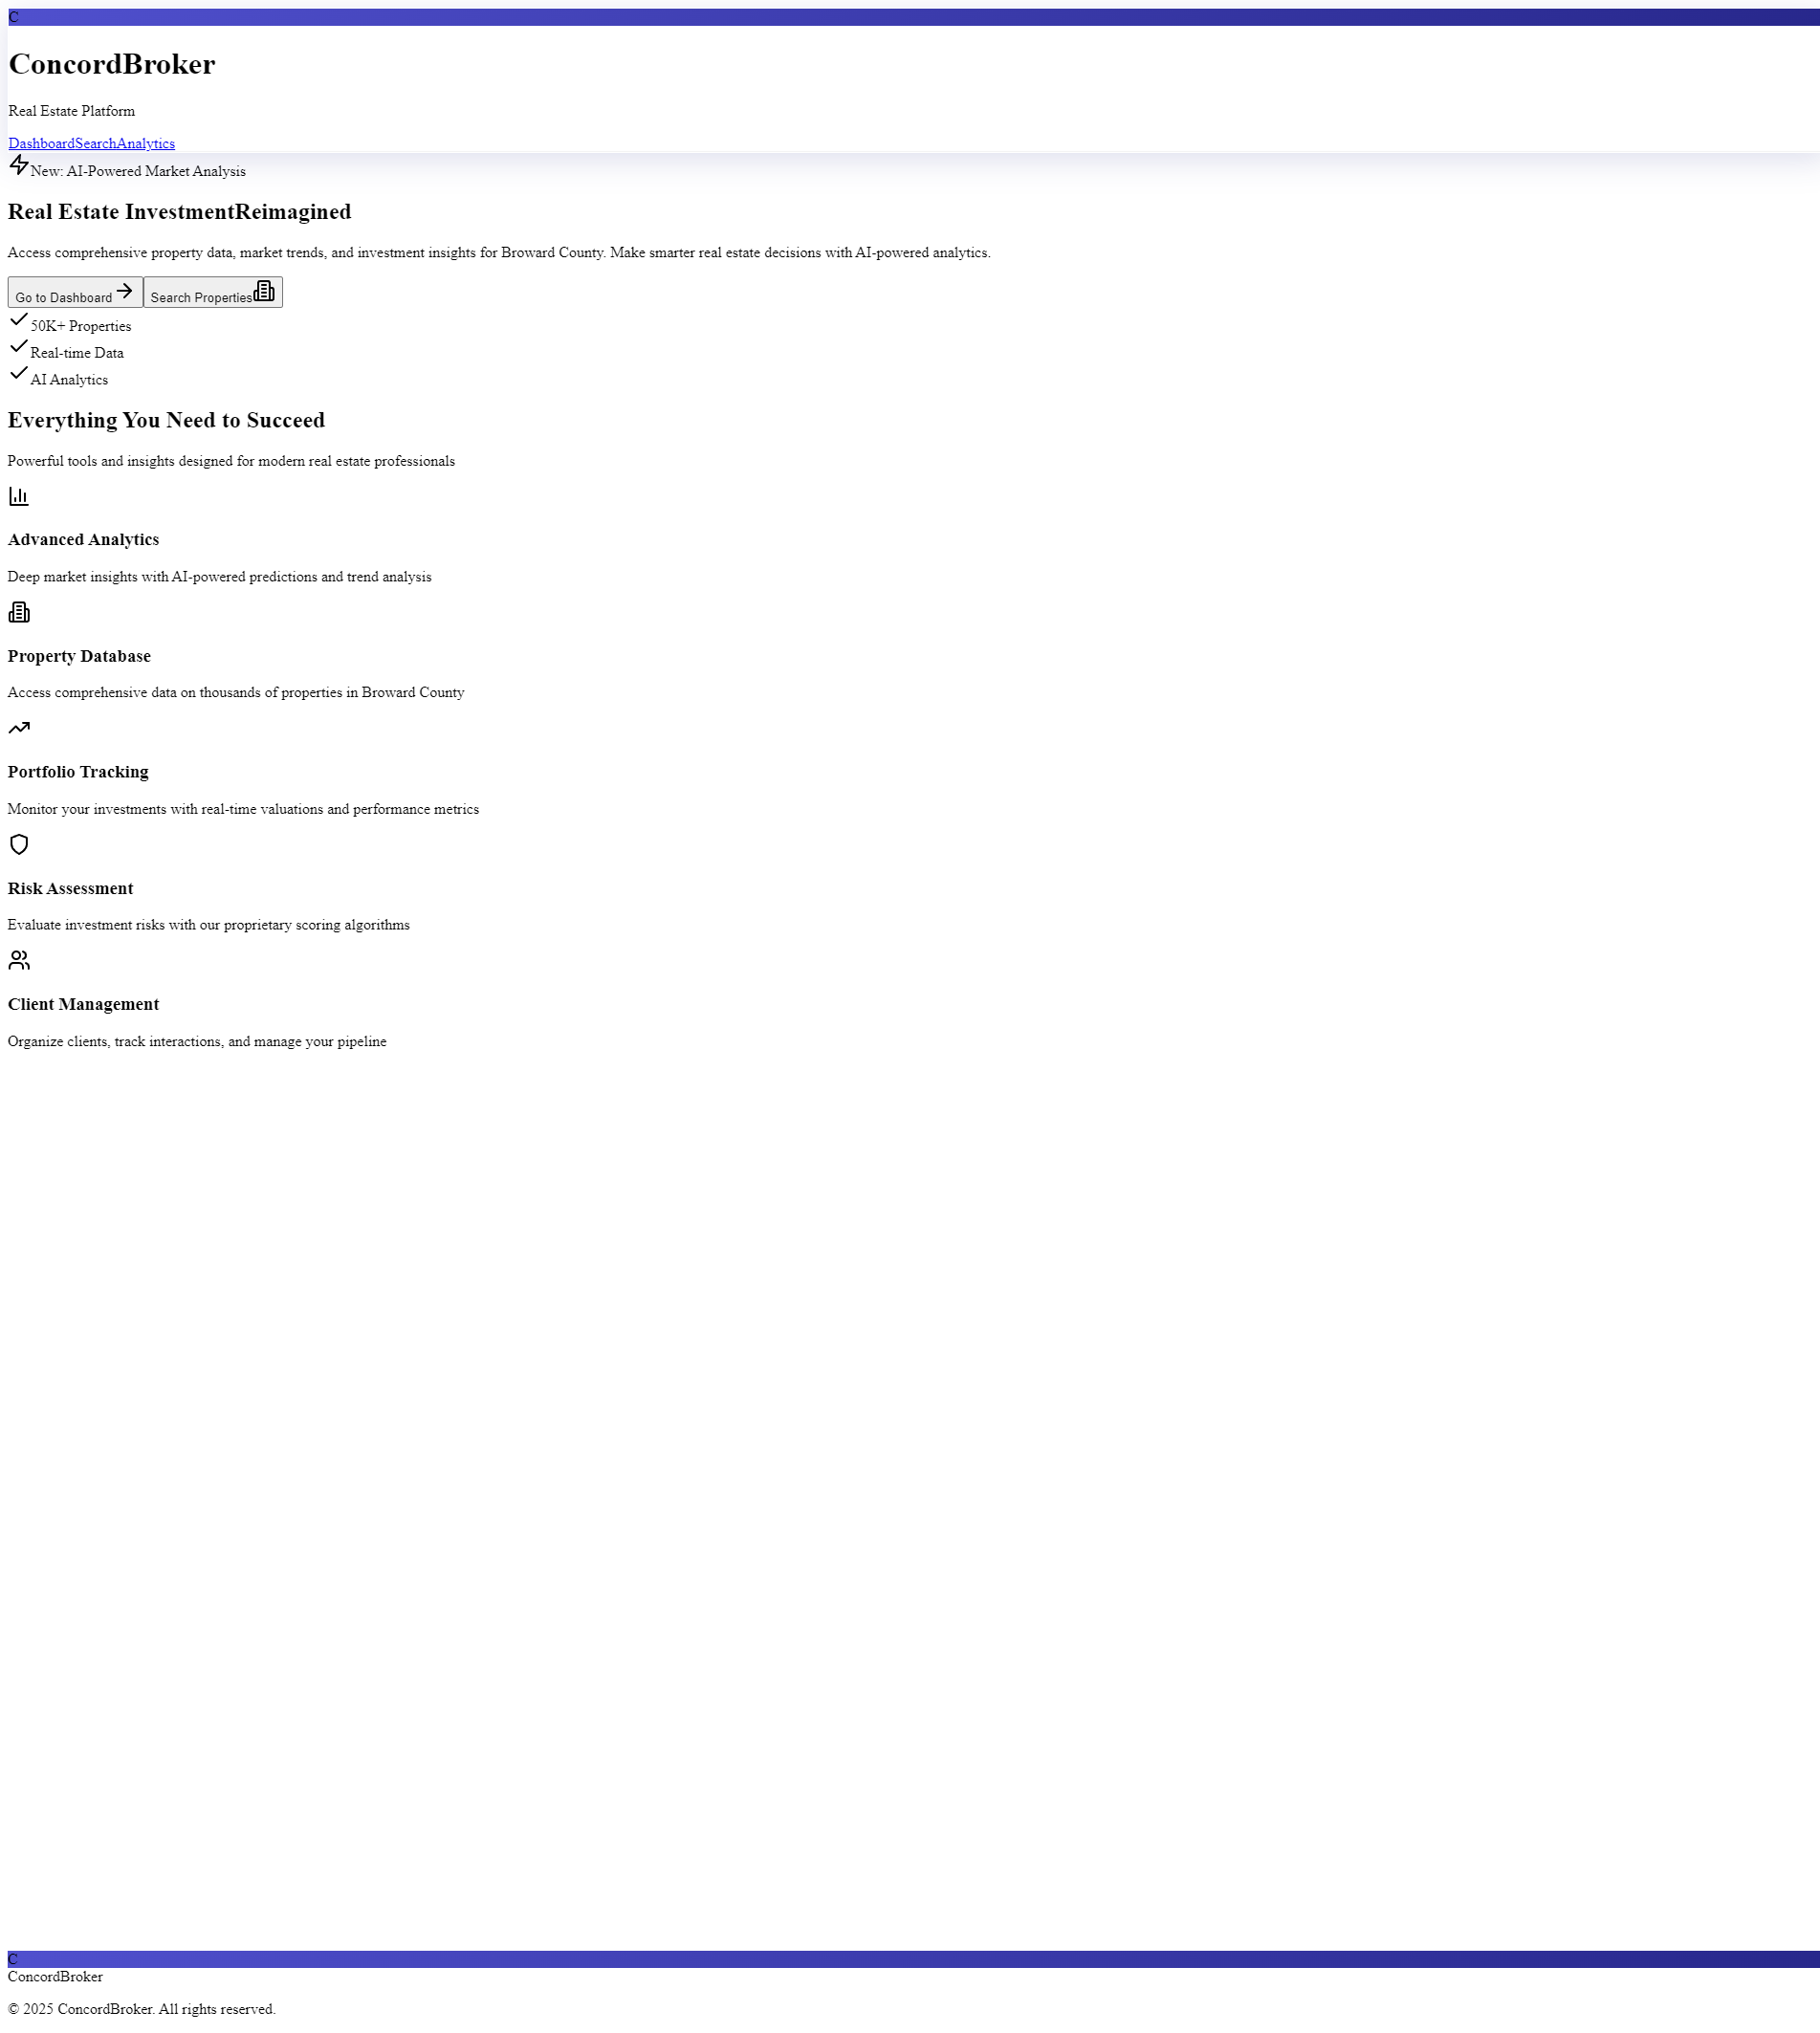 C
ConcordBroker
Real Estate Platform
DashboardSearchAnalytics
New: AI-Powered Market Analysis
Real Estate InvestmentReimagined
Access comprehensive property data, market trends, and investment insights for Broward County. Make smarter real estate decisions with AI-powered analytics.
Go to Dashboard Search Properties
50K+ Properties
Real-time Data
AI Analytics
Everything You Need to Succeed
Powerful tools and insights designed for modern real estate professionals
Advanced Analytics
Deep market insights with AI-powered predictions and trend analysis
Property Database
Access comprehensive data on thousands of properties in Broward County
Portfolio Tracking
Monitor your investments with real-time valuations and performance metrics
Risk Assessment
Evaluate investment risks with our proprietary scoring algorithms
Client Management
Organize clients, track interactions, and manage your pipeline
C
ConcordBroker
© 2025 ConcordBroker. All rights reserved.